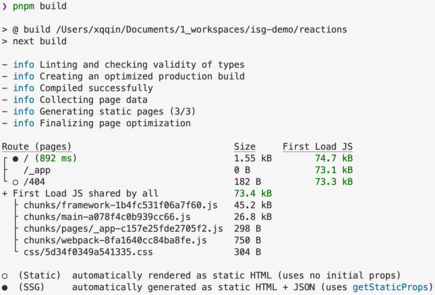 ❯ pnpm build
> @ build /Users/xqqin/Documents/1_workspaces/isg-demo/reactions
> next build
- info Linting and checking validity of types
- info Creating an optimized production build
- info Compiled successfully
- info Collecting page data
- info Generating static pages (3/3)
- info Finalizing page optimization
Route (pages) Size First Load JS
┌ ● / (892 ms) 1.55 kB 74.7 kB
├ /_app 0 B 73.1 kB
└ ○ /404 182 B 73.3 kB
+ First Load JS shared by all 73.4 kB
├ chunks/framework-1b4fc531f06a7f60.js 45.2 kB
├ chunks/main-a078f4c0b939cc66.js 26.8 kB
├ chunks/pages/_app-c157e25fde2705f2.js 298 B
├ chunks/webpack-8fa1640cc84ba8fe.js 750 B
└ css/5d34f0349a541335.css 304 B
○ (Static) automatically rendered as static HTML (uses no initial props)
● (SSG) automatically generated as static HTML + JSON (uses getStaticProps)